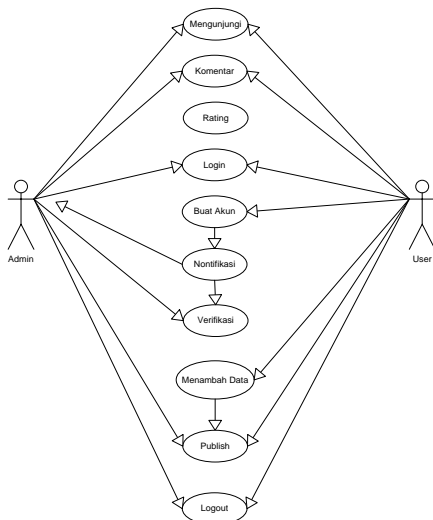 Mengunjungi
Komentar
Rating
Login
Buat Akun
Admin
Nontifikasi
User
Verifikasi
Menambah Data
Publish
Logout